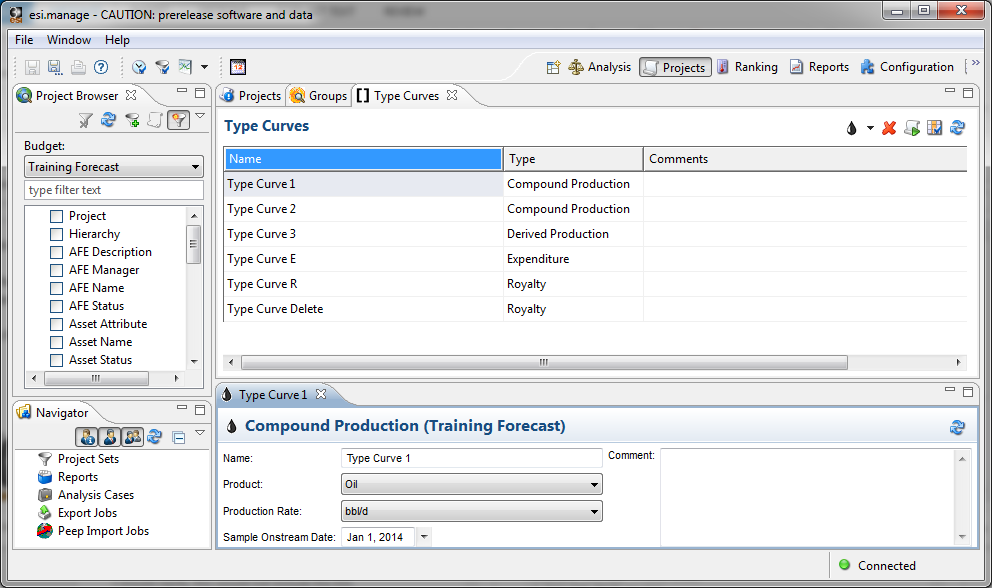 esi.manage - CAUTION: prerelease software and data
File Window Help
12
Analysis Projects Ranking Reports Configuration »
Project Browser
Projects Groups Type Curves
Budget:
Training Forecast
type filter text
Project
Hierarchy
AFE Description
AFE Manager
AFE Name
AFE Status
Asset Attribute
Asset Name
Asset Status
Type Curves
Name Type Comments
Type Curve 1 Compound Production
Type Curve 2 Compound Production
Type Curve 3 Derived Production
Type Curve E Expenditure
Type Curve R Royalty
Type Curve Delete Royalty
Navigator
Project Sets
Reports
Analysis Cases
Export Jobs
Peep Import Jobs
Type Curve 1
Compound Production (Training Forecast)
Name: Type Curve 1 Comment:
Product: Oil
Production Rate: bbl/d
Sample Onstream Date: Jan 1, 2014
Connected